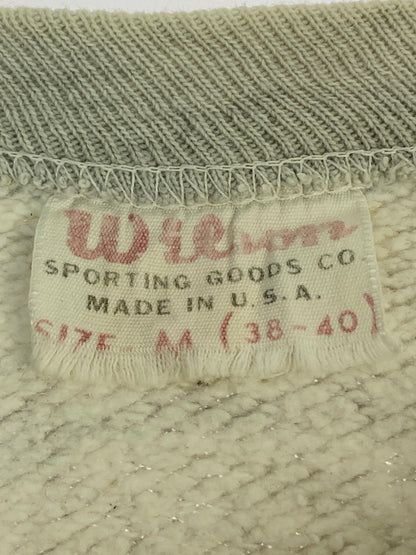 Wilson
SPORTING GOODS CO
MADE IN U.S.A.
SIZE- M (38-40)